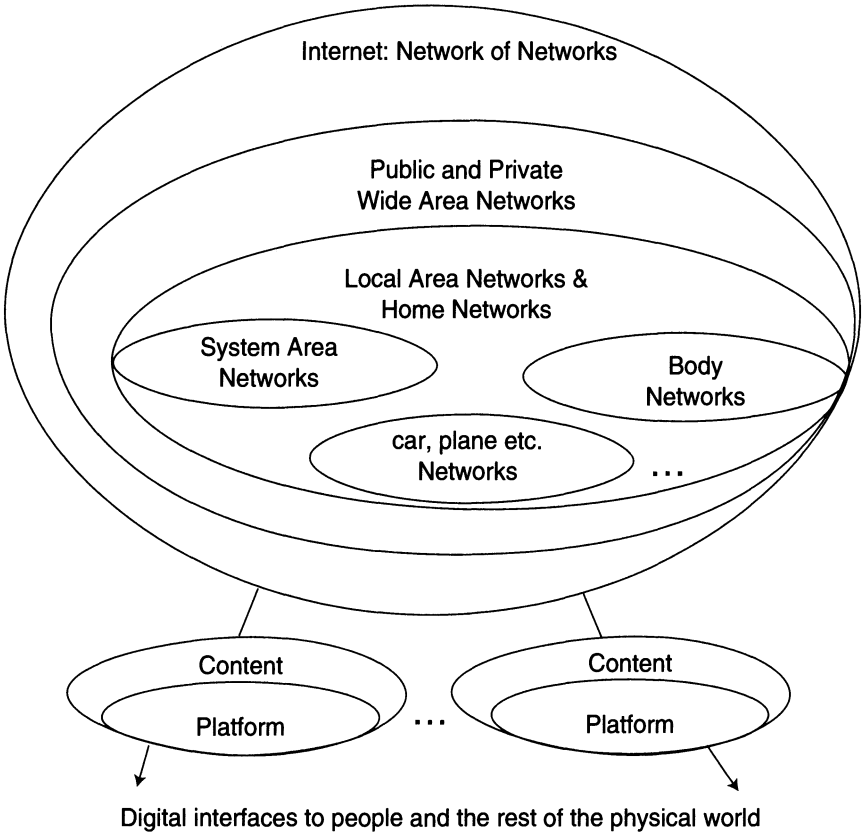 Internet: Network of Networks
Public and Private
Wide Area Networks
Local Area Networks &
Home Networks
System Area
Networks
Body
Networks
car, plane etc.
Networks
...
Content
Platform
...
Content
Platform
Digital interfaces to people and the rest of the physical world